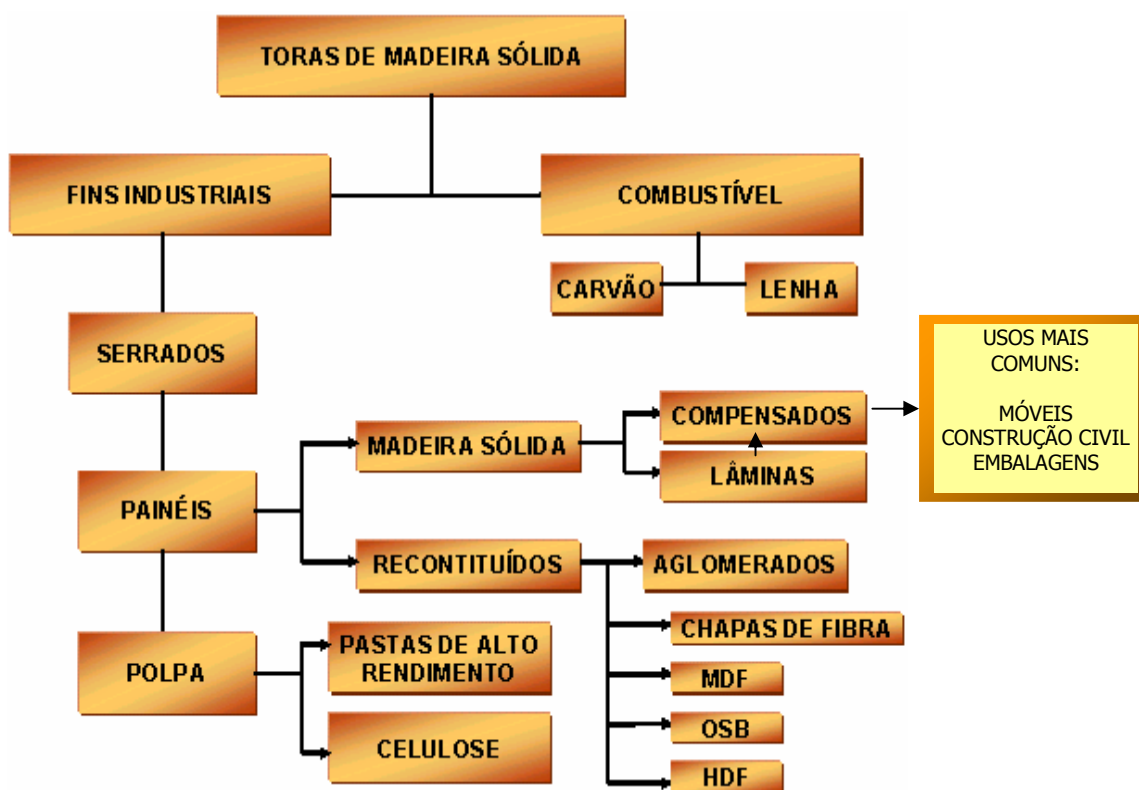 TORAS DE MADEIRA SÓLIDA
FINS INDUSTRIAIS
COMBUSTÍVEL
CARVÃO
LENHA
SERRADOS
USOS MAIS
COMUNS:
MÓVEIS
CONSTRUÇÃO CIVIL
EMBALAGENS
MADEIRA SÓLIDA
COMPENSADOS
LÂMINAS
PAINÉIS
RECONTITUÍDOS
AGLOMERADOS
CHAPAS DE FIBRA
MDF
OSB
HDF
POLPA
PASTAS DE ALTO
RENDIMENTO
CELULOSE